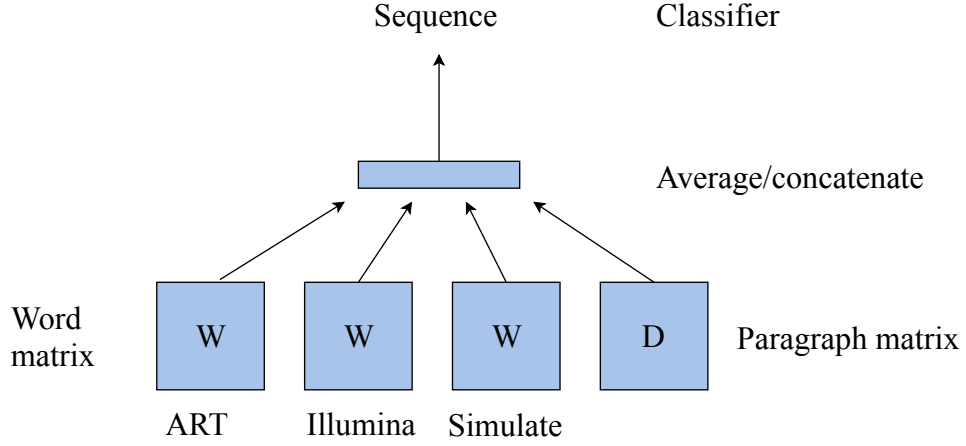 Sequence
Classifier
Average/concatenate
Word
matrix
W
W
W
D
Paragraph matrix
ART
Illumina
Simulate